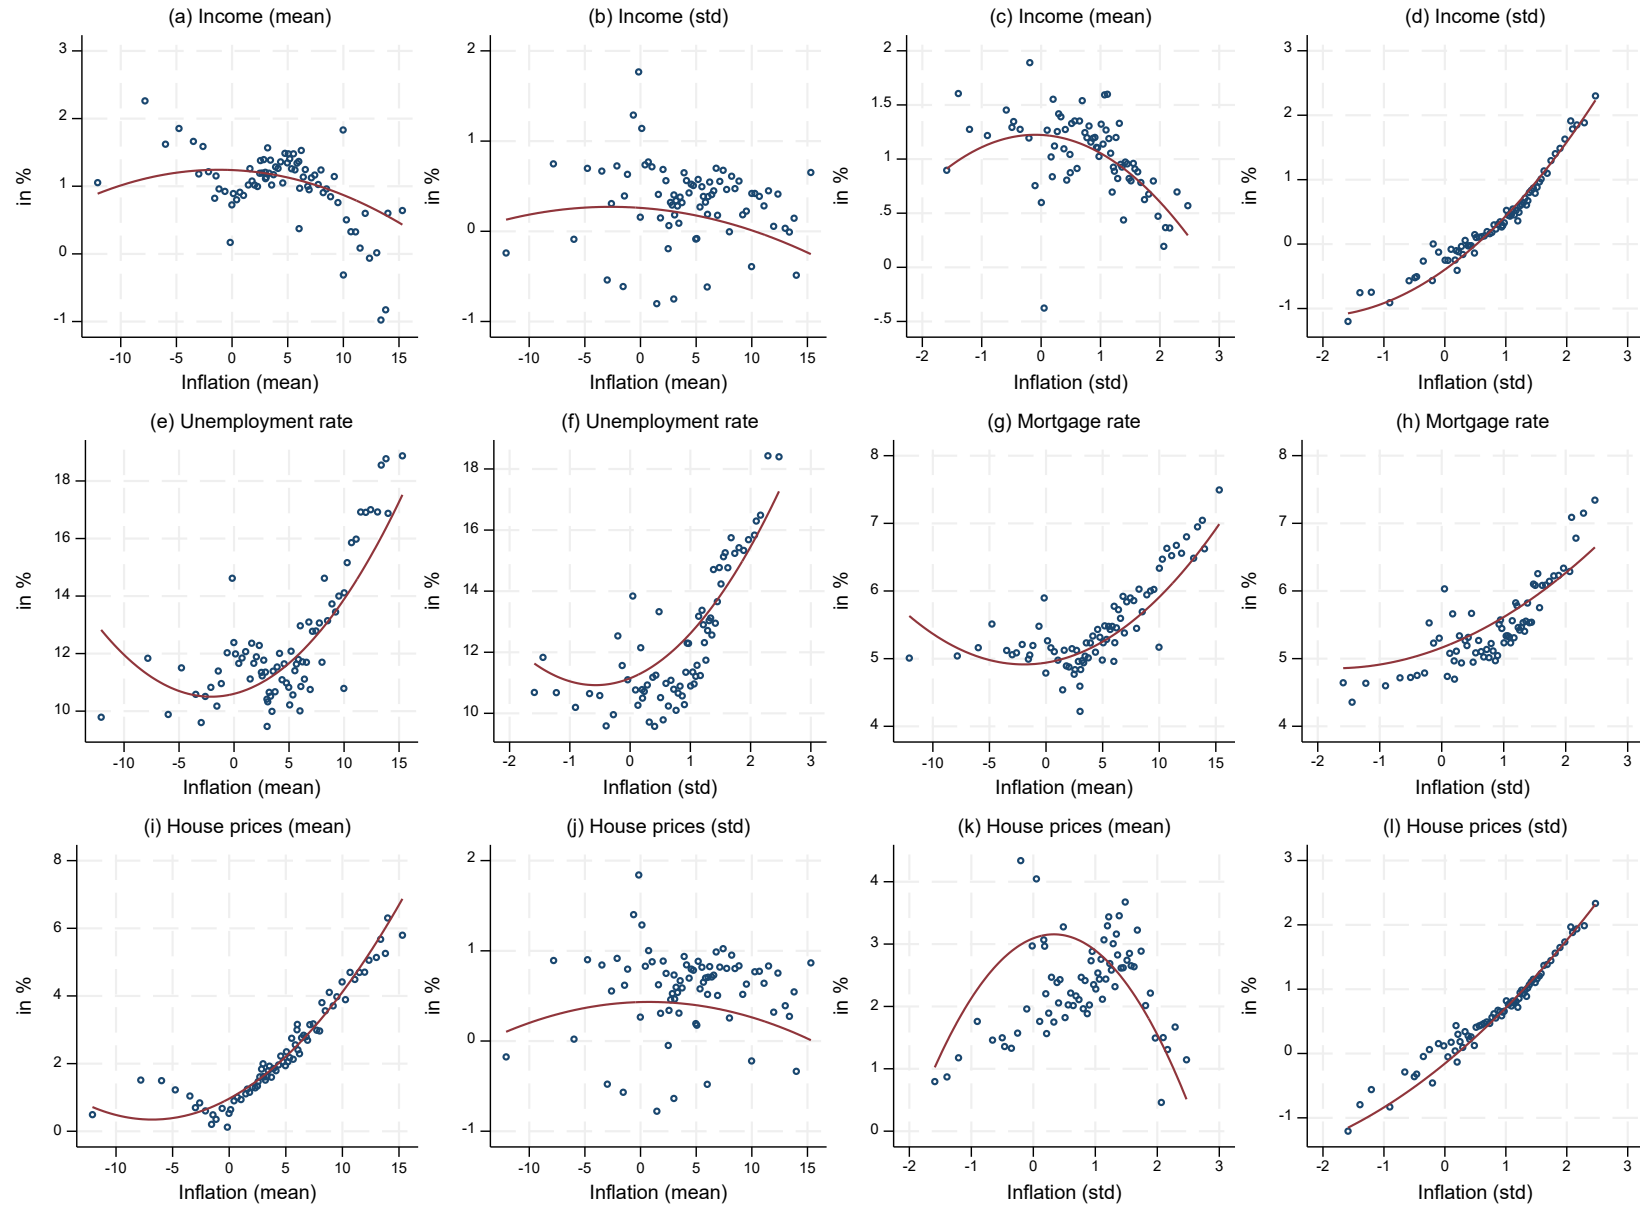 (a) Income (mean)
in %
3
2
1
0
-1
-10 -5 0 5 10 15
Inflation (mean)
(b) Income (std)
in %
2
1
0
-1
-10 -5 0 5 10 15
Inflation (mean)
(c) Income (mean)
in %
2
1.5
1
.5
0
-.5
-2 -1 0 1 2 3
Inflation (std)
(d) Income (std)
in %
3
2
1
0
-1
-2 -1 0 1 2 3
Inflation (std)
(e) Unemployment rate
in %
18
16
14
12
10
-10 -5 0 5 10 15
Inflation (mean)
(f) Unemployment rate
in %
18
16
14
12
10
-2 -1 0 1 2 3
Inflation (std)
(g) Mortgage rate
in %
8
7
6
5
4
-10 -5 0 5 10 15
Inflation (mean)
(h) Mortgage rate
in %
8
7
6
5
4
-2 -1 0 1 2 3
Inflation (std)
(i) House prices (mean)
in %
8
6
4
2
0
-10 -5 0 5 10 15
Inflation (mean)
(j) House prices (std)
in %
2
1
0
-1
-10 -5 0 5 10 15
Inflation (mean)
(k) House prices (mean)
in %
4
3
2
1
0
-2 -1 0 1 2 3
Inflation (std)
(l) House prices (std)
in %
3
2
1
0
-1
-2 -1 0 1 2 3
Inflation (std)